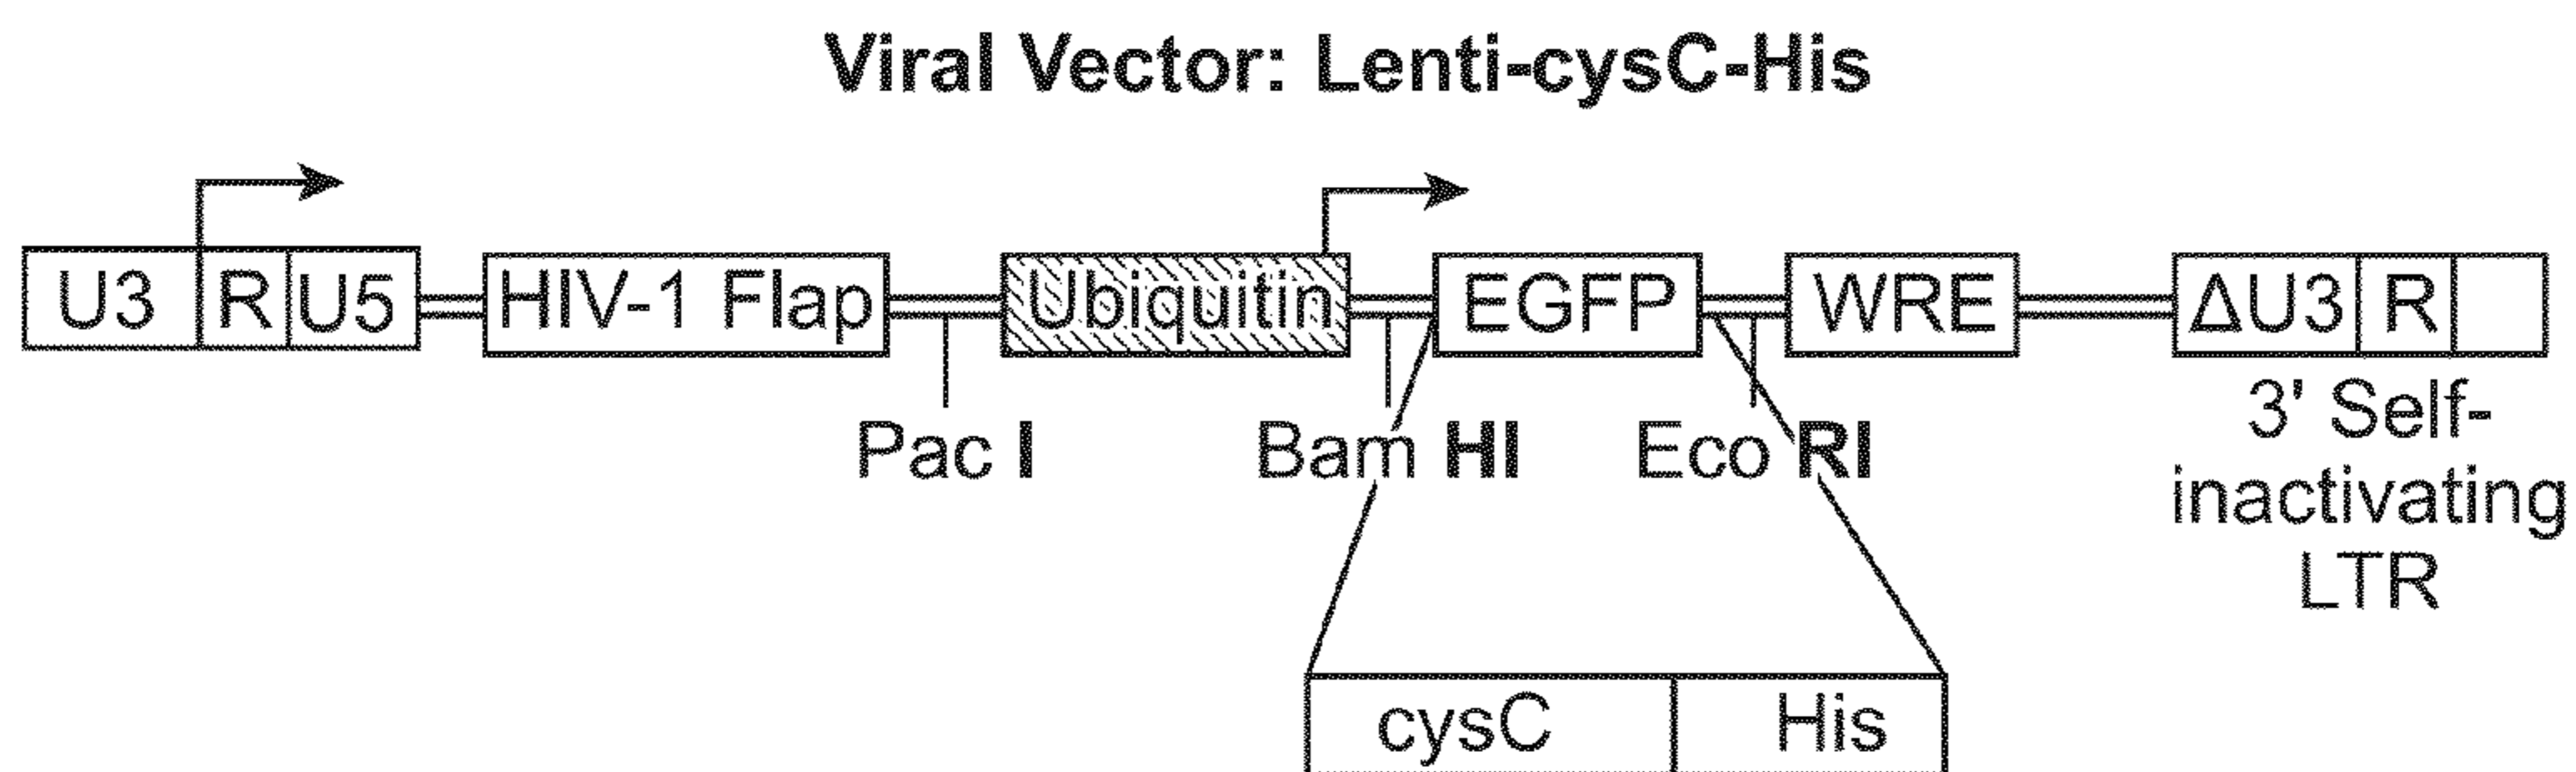 Viral Vector: Lenti-cysC-His
U3 R U5 HIV-1 Flap Ubiquitin EGFP WRE ΔU3 R
Pac I Bam HI Eco RI
3' Self-
inactivating
LTR
cysC His